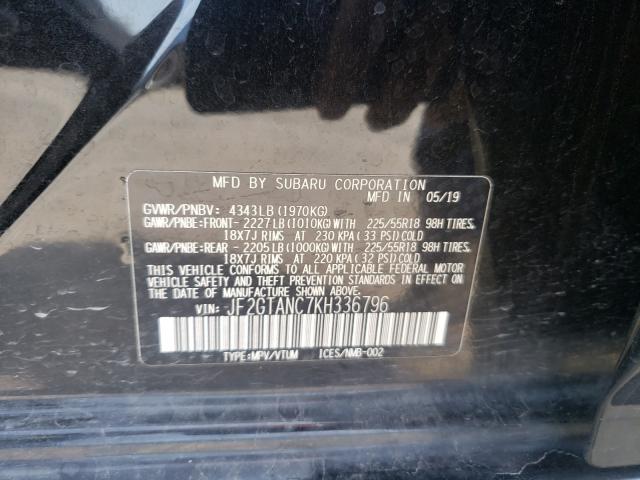 MFD BY SUBARU CORPORATION
MFD IN 05/19
GVWR/PNBV: 4343LB (1970KG)
GAWR/PNBE:FRONT- 2227LB (1010KG) WITH 225/55R18 98H TIRES,
18X7J RIMS AT 230 KPA (33 PSI) COLD
GAWR/PNBE:REAR - 2205LB (1000KG) WITH 225/55R18 98H TIRES,
18X7J RIMS AT 220 KPA (32 PSI) COLD
THIS VEHICLE CONFORMS TO ALL APPLICABLE FEDERAL MOTOR
VEHICLE SAFETY AND THEFT PREVENTION STANDARDS IN EFFECT ON
THE DATE OF MANUFACTURE SHOWN ABOVE.
VIN: JF2GTANC7KH336796
TYPE:MPV/VTUM ICES/NMB-002